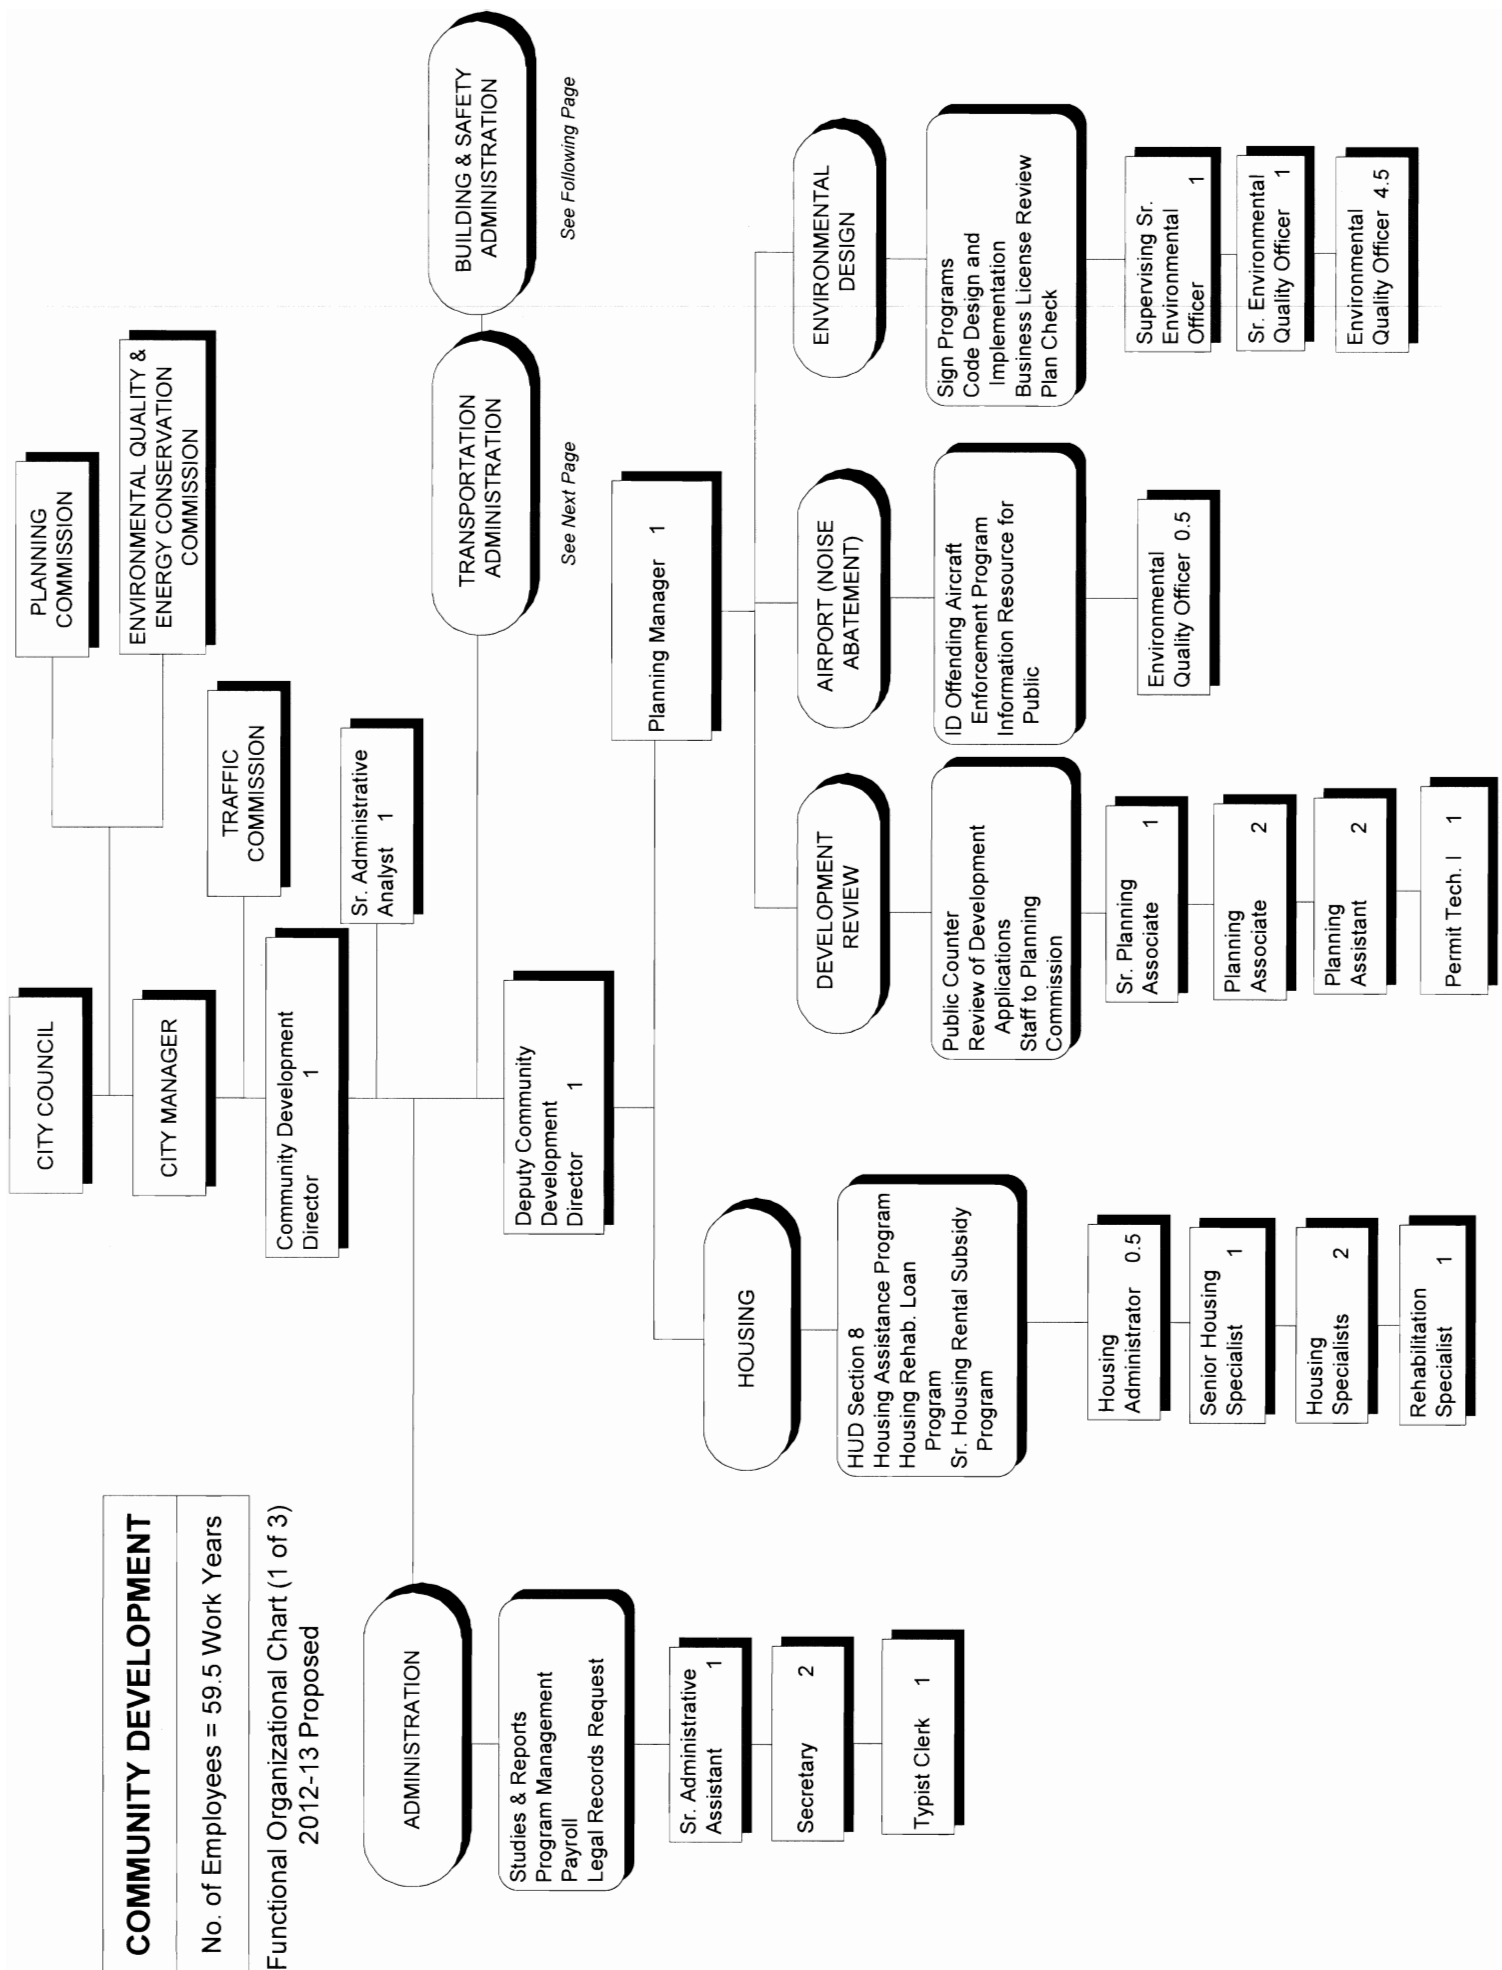 COMMUNITY DEVELOPMENT
No. of Employees = 59.5 Work Years
Functional Organizational Chart (1 of 3)
2012-13 Proposed
CITY COUNCIL
PLANNING
COMMISSION
ENVIRONMENTAL QUALITY &
ENERGY CONSERVATION
COMMISSION
CITY MANAGER
TRAFFIC
COMMISSION
Community Development
Director 1
Sr. Administrative
Analyst 1
ADMINISTRATION
Studies & Reports
Program Management
Payroll
Legal Records Request
Sr. Administrative
Assistant 1
Secretary 2
Typist Clerk 1
TRANSPORTATION
ADMINISTRATION
See Next Page
BUILDING & SAFETY
ADMINISTRATION
See Following Page
Deputy Community
Development
Director 1
Planning Manager 1
HOUSING
HUD Section 8
Housing Assistance Program
Housing Rehab. Loan
Program
Sr. Housing Rental Subsidy
Program
Housing
Administrator 0.5
Senior Housing
Specialist 1
Housing
Specialists 2
Rehabilitation
Specialist 1
DEVELOPMENT
REVIEW
Public Counter
Review of Development
Applications
Staff to Planning
Commission
Sr. Planning
Associate 1
Planning
Associate 2
Planning
Assistant 2
Permit Tech. I 1
AIRPORT (NOISE
ABATEMENT)
ID Offending Aircraft
Enforcement Program
Information Resource for
Public
Environmental
Quality Officer 0.5
ENVIRONMENTAL
DESIGN
Sign Programs
Code Design and
Implementation
Business License Review
Plan Check
Supervising Sr.
Environmental
Officer 1
Sr. Environmental
Quality Officer 1
Environmental
Quality Officer 4.5